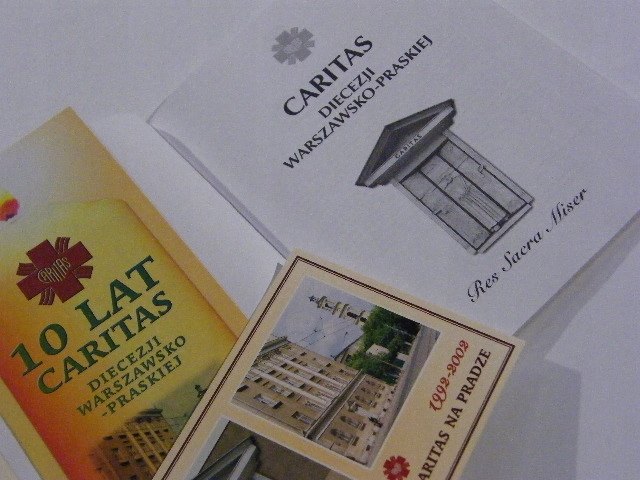 CARITAS
DIECEZJI
WARSZAWSKO-PRASKIEJ
CARITAS
Res Sacra Miser
CARITAS
10 LAT
CARITAS
DIECEZJI
WARSZAWSKO
-PRASKIEJ
1992-2002
ARITAS NA PRADZE